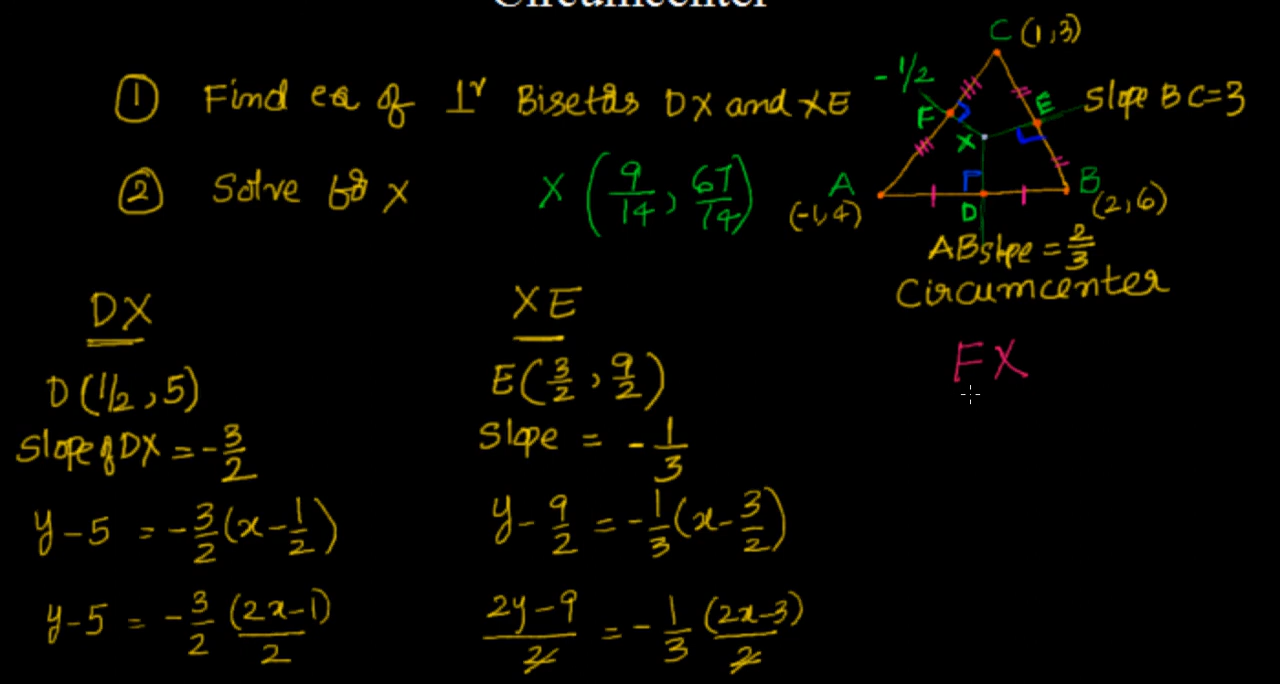 Circumcenter
① Find eq of ⊥r Bisetors DX and XE
② Solve for X X (9/14, 67/14)
C (1,3)
-1/2
F
E
Slope BC=3
X
A
(-1,4)
D
B
(2,6)
AB slope = 2/3
Circumcenter
DX
D(1/2, 5)
Slope of DX = -3/2
y-5 = -3/2(x-1/2)
y-5 = -3/2 (2x-1)/2
XE
E(3/2, 9/2)
Slope = -1/3
y-9/2 = -1/3(x-3/2)
(2y-9)/2 = -1/3 (2x-3)/2
FX